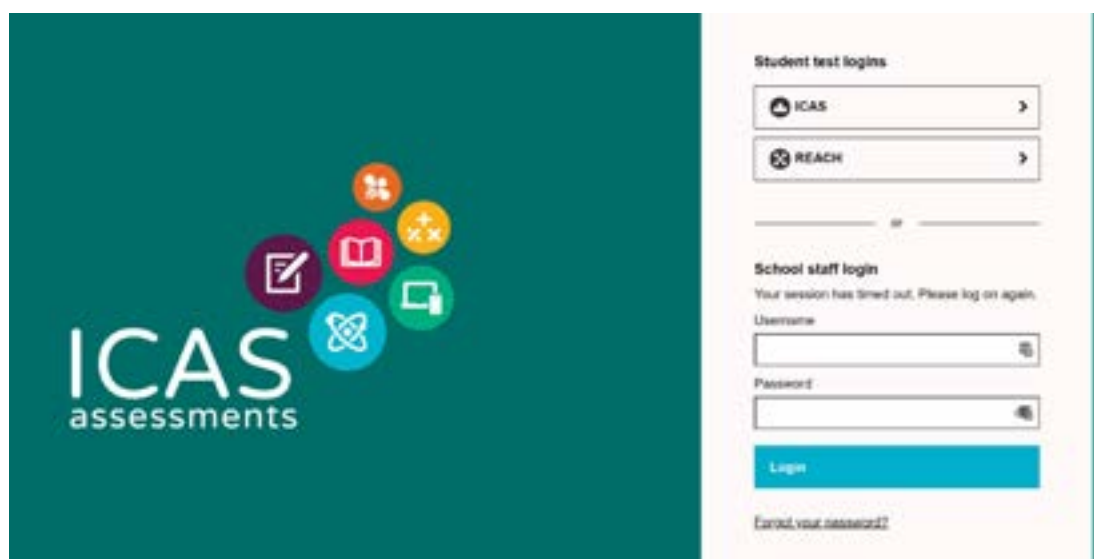 ICAS
assessments
Student test logins
ICAS
REACH
or
School staff login
Your session has timed out, Please log on again.
Username
Password
Login
Forgot your password?